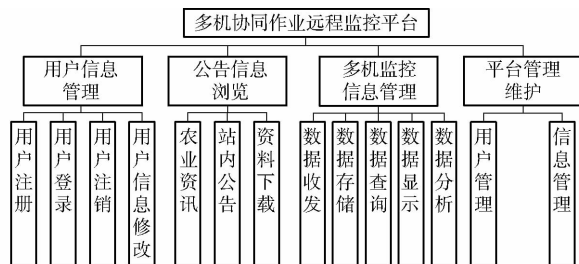 多机协同作业远程监控平台
用户信息
管理
公告信息
浏览
多机监控
信息管理
平台管理
维护
用户注册
用户登录
用户注销
用户信息修改
农业资讯
站内公告
资料下载
数据收发
数据存储
数据查询
数据显示
数据分析
用户管理
信息管理